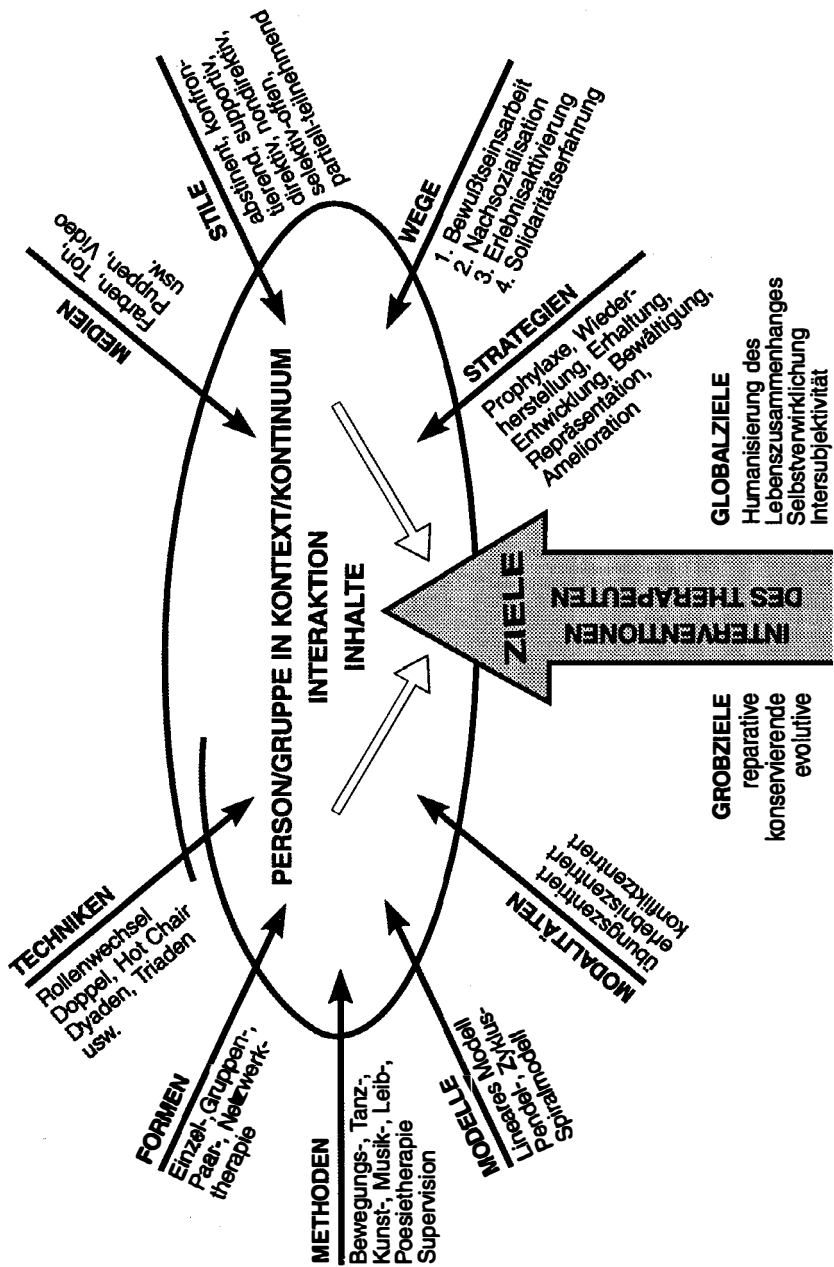 MEDIEN
Farben, Ton,
Puppen, Video
usw.
STILE
abstinent, konfron-
tierend, supportiv,
direktiv, nondirektiv,
selektiv-offen,
partiell-teilnehmend
WEGE
1. Bewußtseinsarbeit
2. Nachsozialisation
3. Erlebnisaktivierung
4. Solidaritätserfahrung
STRATEGIEN
Prophylaxe, Wieder-
herstellung, Erhaltung,
Entwicklung, Bewältigung,
Repräsentation,
Amelioration
TECHNIKEN
Rollenwechsel
Doppel, Hot Chair
Dyaden, Triaden
usw.
FORMEN
Einzel-, Gruppen-,
Paar-, Netzwerk-
therapie
METHODEN
Bewegungs-, Tanz-,
Kunst-, Musik-, Leib-,
Poesietherapie
Supervision
MODELLE
Lineares Modell
Pendel-, Zyklus-
Spiralmodell
MODALITÄTEN
übungszentriert
erlebniszentriert
konfliktzentriert
PERSON/GRUPPE IN KONTEXT/KONTINUUM
INTERAKTION
INHALTE
ZIELE
INTERVENTIONEN
DES THERAPEUTEN
GROBZIELE
reparative
konservierende
evolutive
GLOBALZIELE
Humanisierung des
Lebenszusammenhanges
Selbstverwirklichung
Intersubjektivität